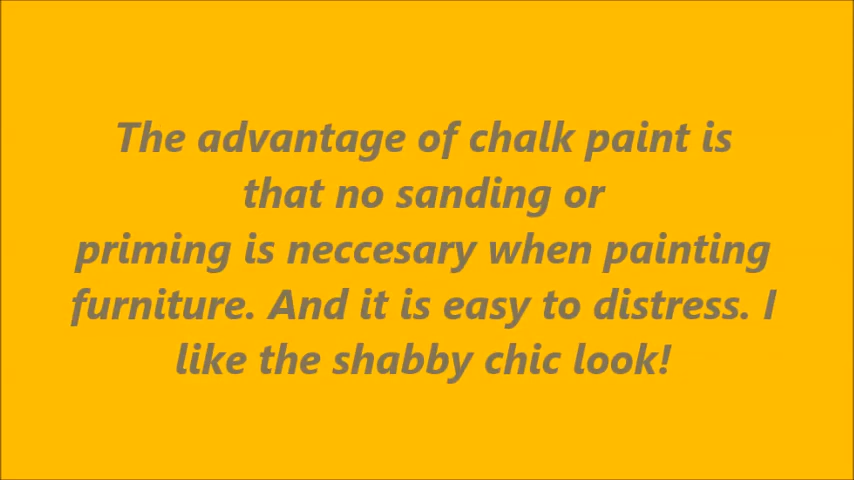 The advantage of chalk paint is
that no sanding or
priming is neccesary when painting
furniture. And it is easy to distress. I
like the shabby chic look!